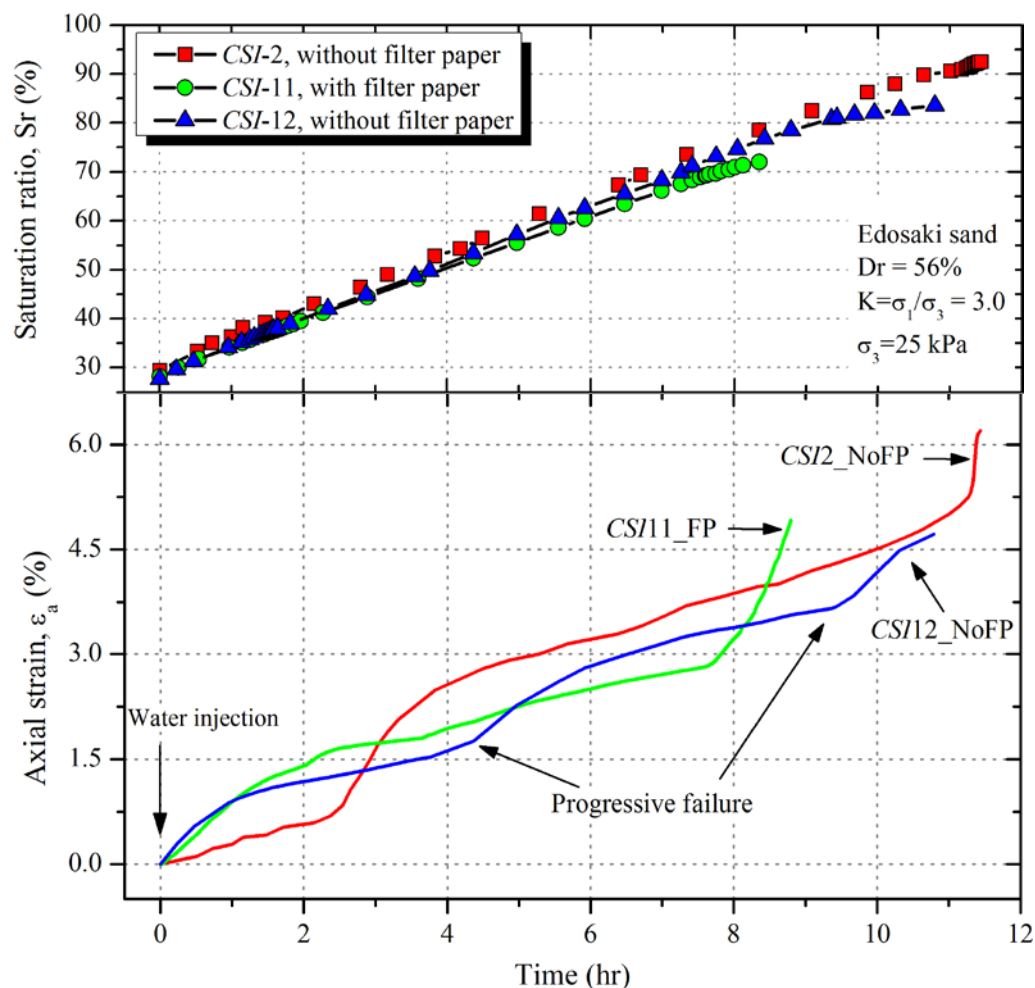 100
90
80
70
60
50
40
30
Saturation ratio, Sr (%)
CSI-2, without filter paper
CSI-11, with filter paper
CSI-12, without filter paper
Edosaki sand
Dr = 56%
K=σ₁/σ₃ = 3.0
σ₃=25 kPa
6.0
4.5
3.0
1.5
0.0
Axial strain, εₐ (%)
CSI2_NoFP
CSI11_FP
CSI12_NoFP
Water injection
Progressive failure
0 2 4 6 8 10 12
Time (hr)